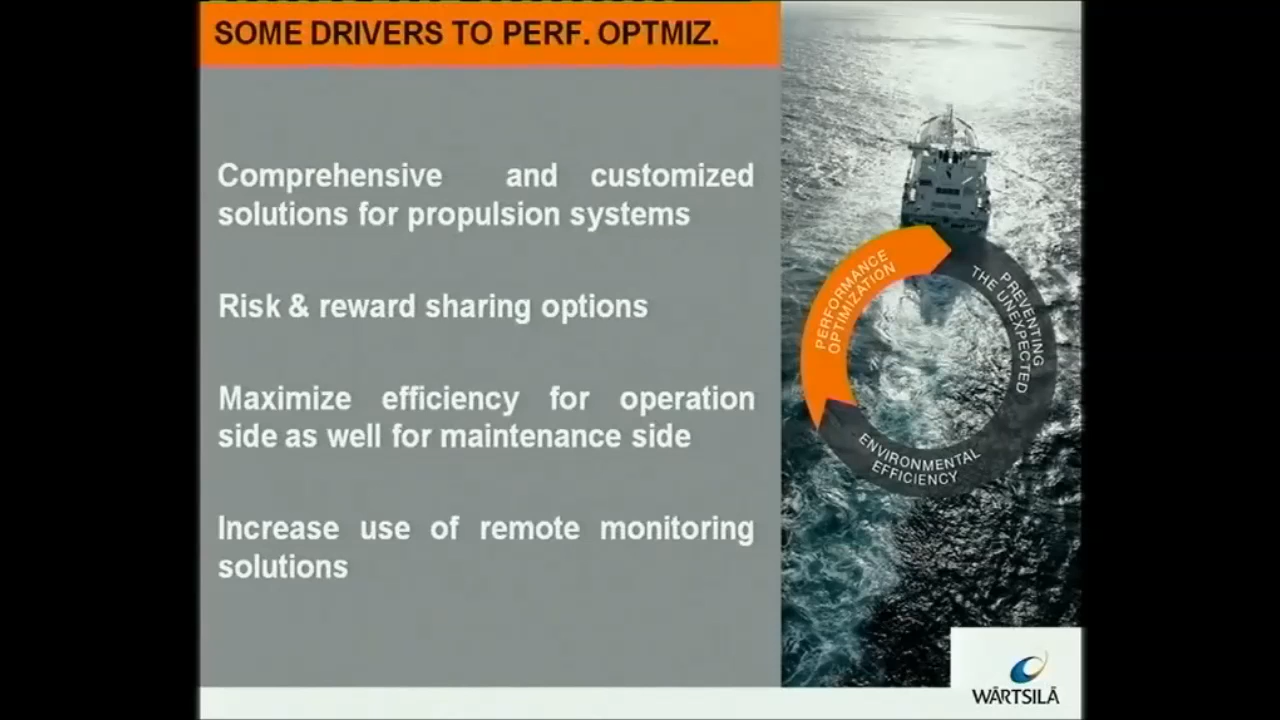 SOME DRIVERS TO PERF. OPTMIZ.
Comprehensive and customized
solutions for propulsion systems
Risk & reward sharing options
Maximize efficiency for operation
side as well for maintenance side
Increase use of remote monitoring
solutions
PERFORMANCE
OPTIMIZATION
PREVENTING
THE UNEXPECTED
ENVIRONMENTAL
EFFICIENCY
WÄRTSILÄ